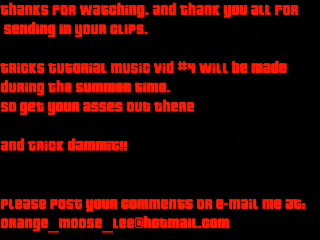 thanks for watching. and thank you all for
sending in your clips.
tricks tutorial music vid #4 will be made
during the summer time.
so get your asses out there
and trick dammit!!
Please post your comments or e-mail me at:
orange_moose_lee@hotmail.com